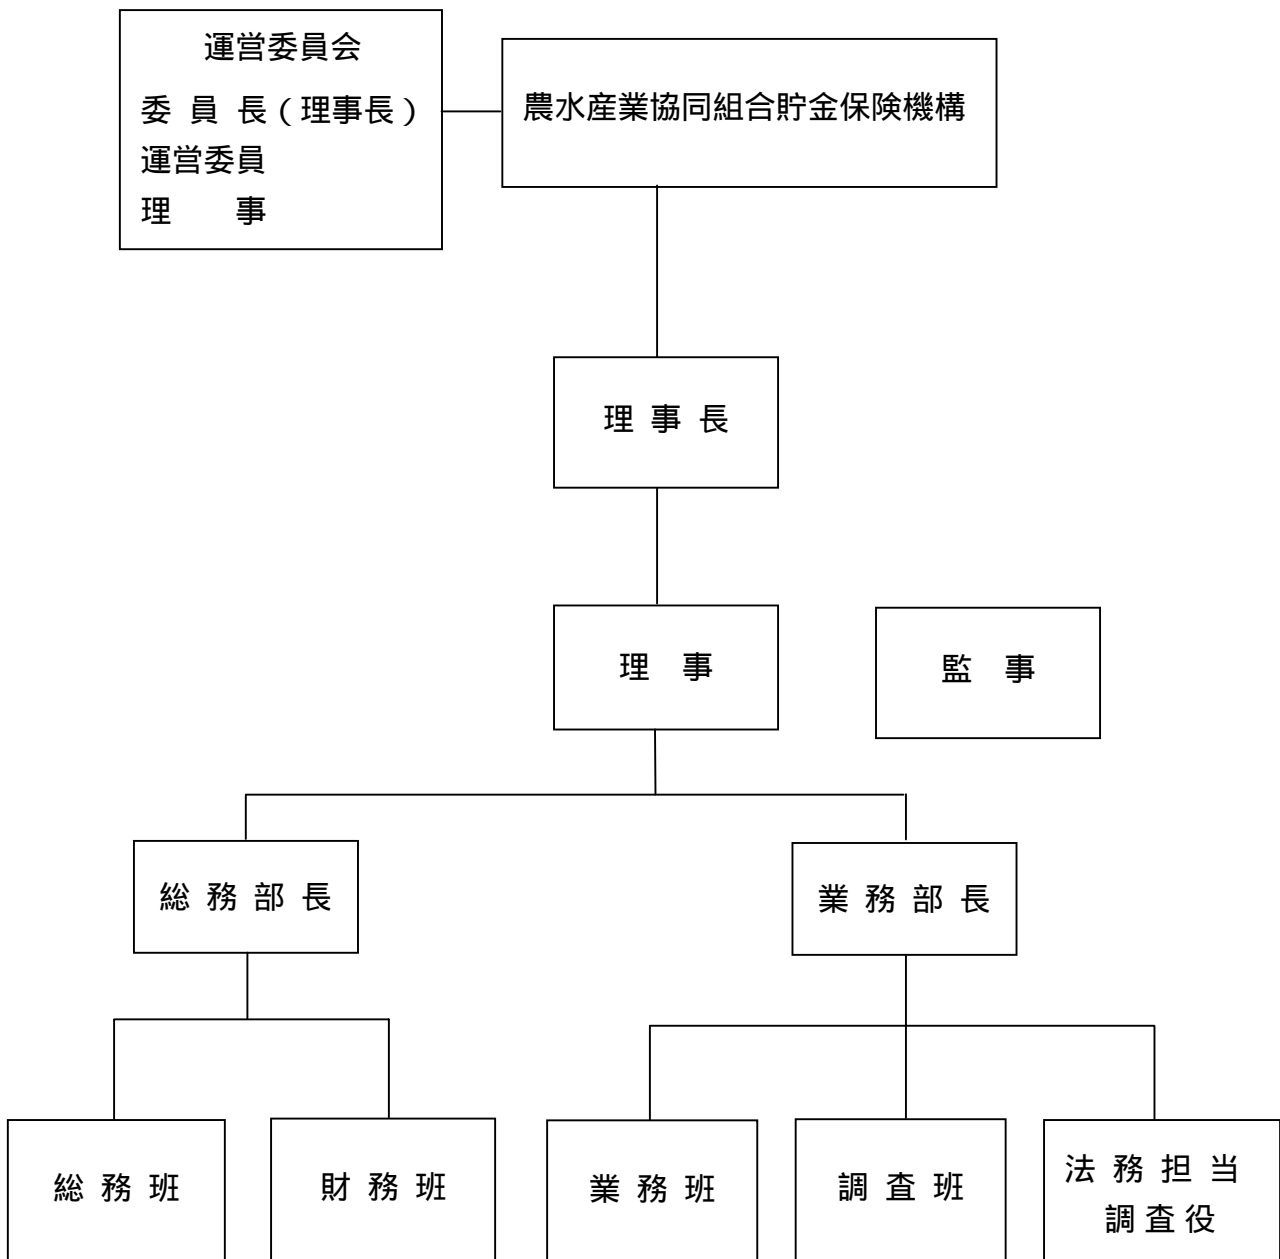 運営委員会
委 員 長（理事長）
運営委員
理　　事
農水産業協同組合貯金保険機構
理 事 長
理　事
監　事
総 務 部 長
業 務 部 長
総 務 班
財 務 班
業 務 班
調 査 班
法 務 担 当
調 査 役